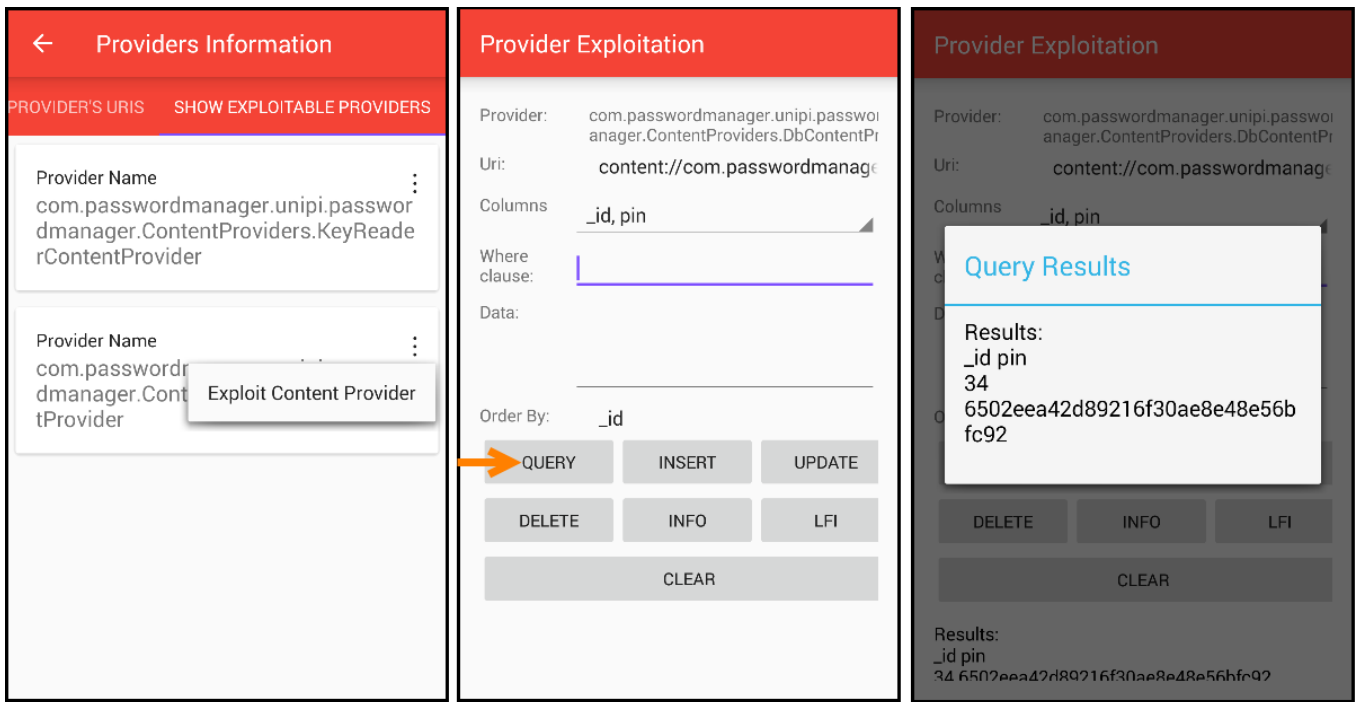 Providers Information
PROVIDER'S URIS SHOW EXPLOITABLE PROVIDERS
Provider Name
com.passwordmanager.unipi.passwor
dmanager.ContentProviders.KeyReade
rContentProvider
Provider Name
com.passwordr
dmanager.Cont
tProvider
Exploit Content Provider
Provider Exploitation
Provider: com.passwordmanager.unipi.passwor
anager.ContentProviders.DbContentPr
Uri: content://com.passwordmanage
Columns _id, pin
Where
clause:
Data:
Order By: _id
QUERY INSERT UPDATE
DELETE INFO LFI
CLEAR
Provider Exploitation
Provider: com.passwordmanager.unipi.passwor
anager.ContentProviders.DbContentPr
Uri: content://com.passwordmanage
Columns _id, pin
Query Results
Results:
_id pin
34
6502eea42d89216f30ae8e48e56b
fc92
DELETE INFO LFI
CLEAR
Results:
_id pin
34 6502eea42d89216f30ae8e48e56bfc92